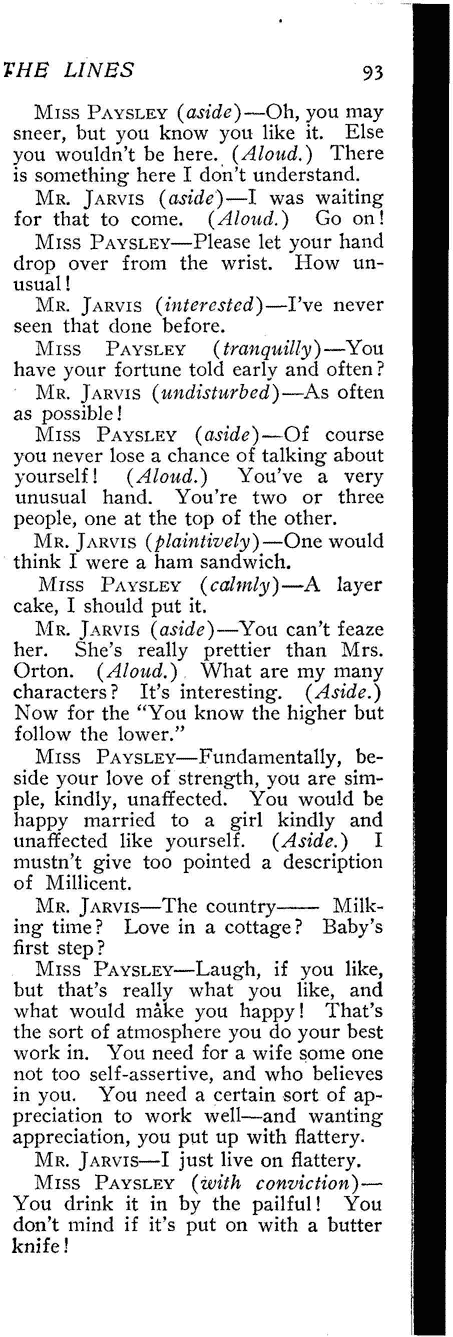 THE LINES 93
Miss Paysley (aside)—Oh, you may
sneer, but you know you like it. Else
you wouldn't be here. (Aloud.) There
is something here I don't understand.
Mr. Jarvis (aside)—I was waiting
for that to come. (Aloud.) Go on!
Miss Paysley—Please let your hand
drop over from the wrist. How un-
usual!
Mr. Jarvis (interested)—I've never
seen that done before.
Miss Paysley (tranquilly)—You
have your fortune told early and often?
Mr. Jarvis (undisturbed)—As often
as possible!
Miss Paysley (aside)—Of course
you never lose a chance of talking about
yourself! (Aloud.) You've a very
unusual hand. You're two or three
people, one at the top of the other.
Mr. Jarvis (plaintively)—One would
think I were a ham sandwich.
Miss Paysley (calmly)—A layer
cake, I should put it.
Mr. Jarvis (aside)—You can't feaze
her. She's really prettier than Mrs.
Orton. (Aloud.) What are my many
characters? It's interesting. (Aside.)
Now for the "You know the higher but
follow the lower."
Miss Paysley—Fundamentally, be-
side your love of strength, you are sim-
ple, kindly, unaffected. You would be
happy married to a girl kindly and
unaffected like yourself. (Aside.) I
mustn't give too pointed a description
of Millicent.
Mr. Jarvis—The country—— Milk-
ing time? Love in a cottage? Baby's
first step?
Miss Paysley—Laugh, if you like,
but that's really what you like, and
what would make you happy! That's
the sort of atmosphere you do your best
work in. You need for a wife some one
not too self-assertive, and who believes
in you. You need a certain sort of ap-
preciation to work well—and wanting
appreciation, you put up with flattery.
Mr. Jarvis—I just live on flattery.
Miss Paysley (with conviction)—
You drink it in by the pailful! You
don't mind if it's put on with a butter
knife!